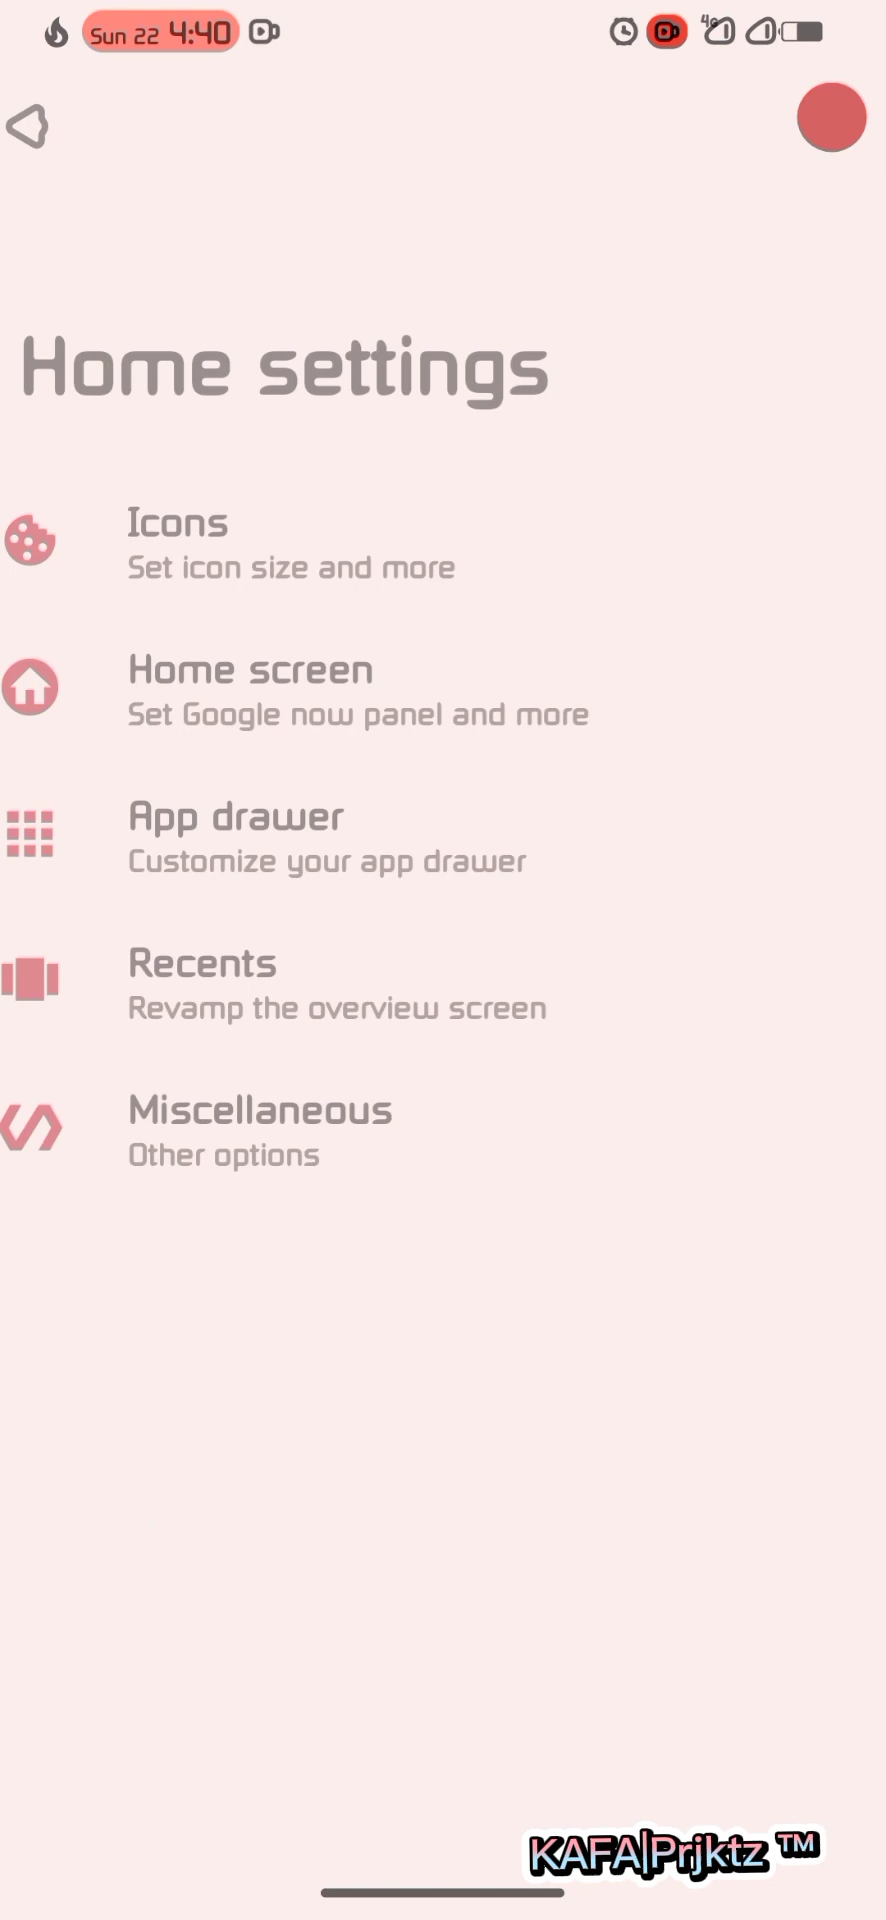 Sun 22 4:40
4G
Home settings
Icons
Set icon size and more
Home screen
Set Google now panel and more
App drawer
Customize your app drawer
Recents
Revamp the overview screen
Miscellaneous
Other options
KAFA|Prjktz ™